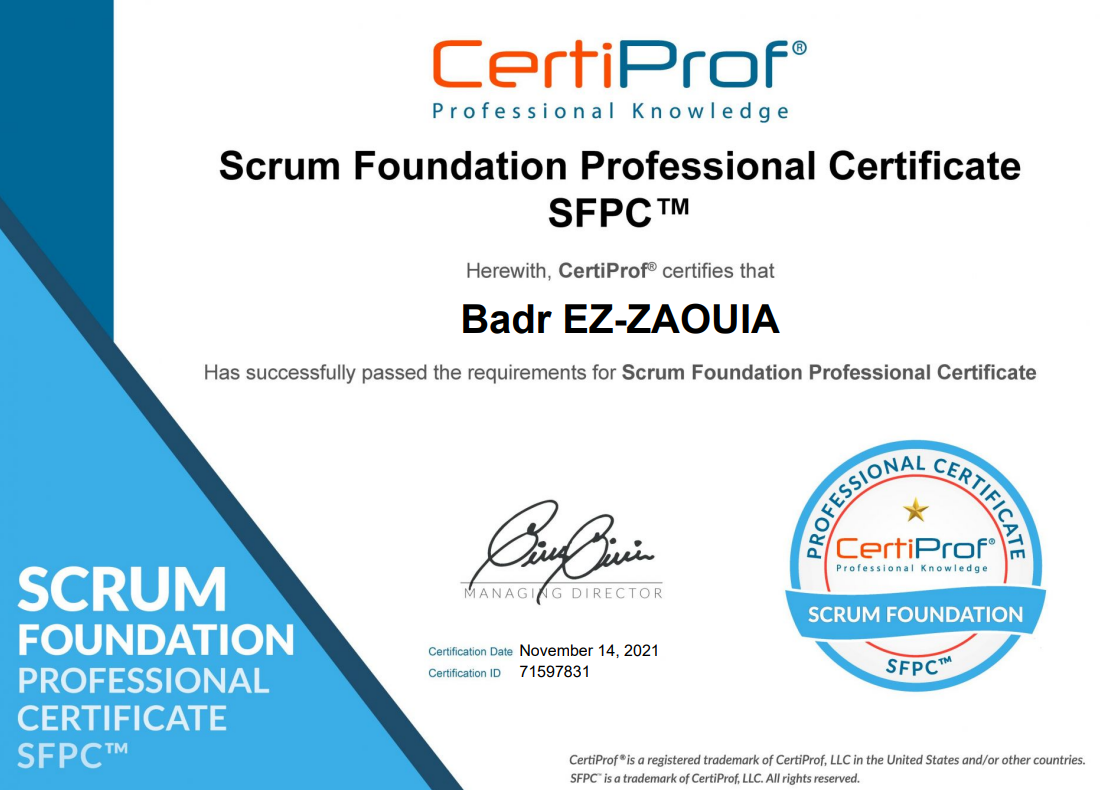 CertiProf®
Professional Knowledge
Scrum Foundation Professional Certificate
SFPC™
Herewith, CertiProf® certifies that
Badr EZ-ZAOUIA
Has successfully passed the requirements for Scrum Foundation Professional Certificate
MANAGING DIRECTOR
Certification Date November 14, 2021
Certification ID 71597831
PROFESSIONAL CERTIFICATE
CertiProf®
Professional Knowledge
SCRUM FOUNDATION
SFPC™
SCRUM
FOUNDATION
PROFESSIONAL
CERTIFICATE
SFPC™
CertiProf® is a registered trademark of CertiProf, LLC in the United States and/or other countries.
SFPC™ is a trademark of CertiProf, LLC. All rights reserved.